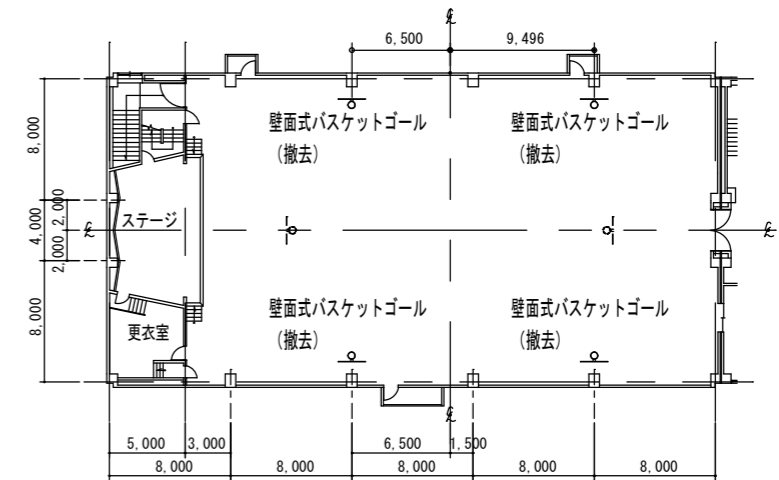 ℄
6,500
9,496
壁面式バスケットゴール
(撤去)
壁面式バスケットゴール
(撤去)
8,000
4,000
2,000
2,000
8,000
℄
ステージ
℄
更衣室
壁面式バスケットゴール
(撤去)
壁面式バスケットゴール
(撤去)
℄
5,000
3,000
6,500
1,500
8,000
8,000
8,000
8,000
8,000